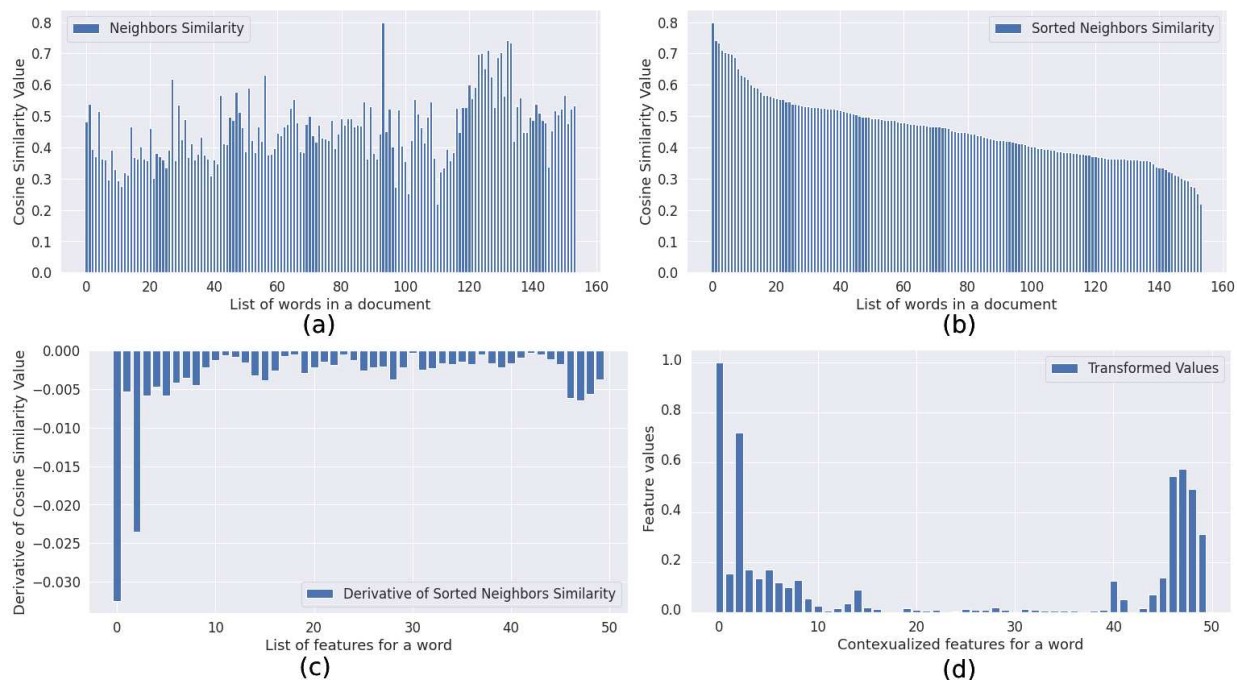 0.8
0.7
0.6
0.5
0.4
0.3
0.2
0.1
0.0
Cosine Similarity Value
Neighbors Similarity
0 20 40 60 80 100 120 140 160
List of words in a document
(a)
0.8
0.7
0.6
0.5
0.4
0.3
0.2
0.1
0.0
Cosine Similarity Value
Sorted Neighbors Similarity
0 20 40 60 80 100 120 140 160
List of words in a document
(b)
0.000
−0.005
−0.010
−0.015
−0.020
−0.025
−0.030
Derivative of Cosine Similarity Value
Derivative of Sorted Neighbors Similarity
0 10 20 30 40 50
List of features for a word
(c)
1.0
0.8
0.6
0.4
0.2
0.0
Feature values
Transformed Values
0 10 20 30 40 50
Contexualized features for a word
(d)